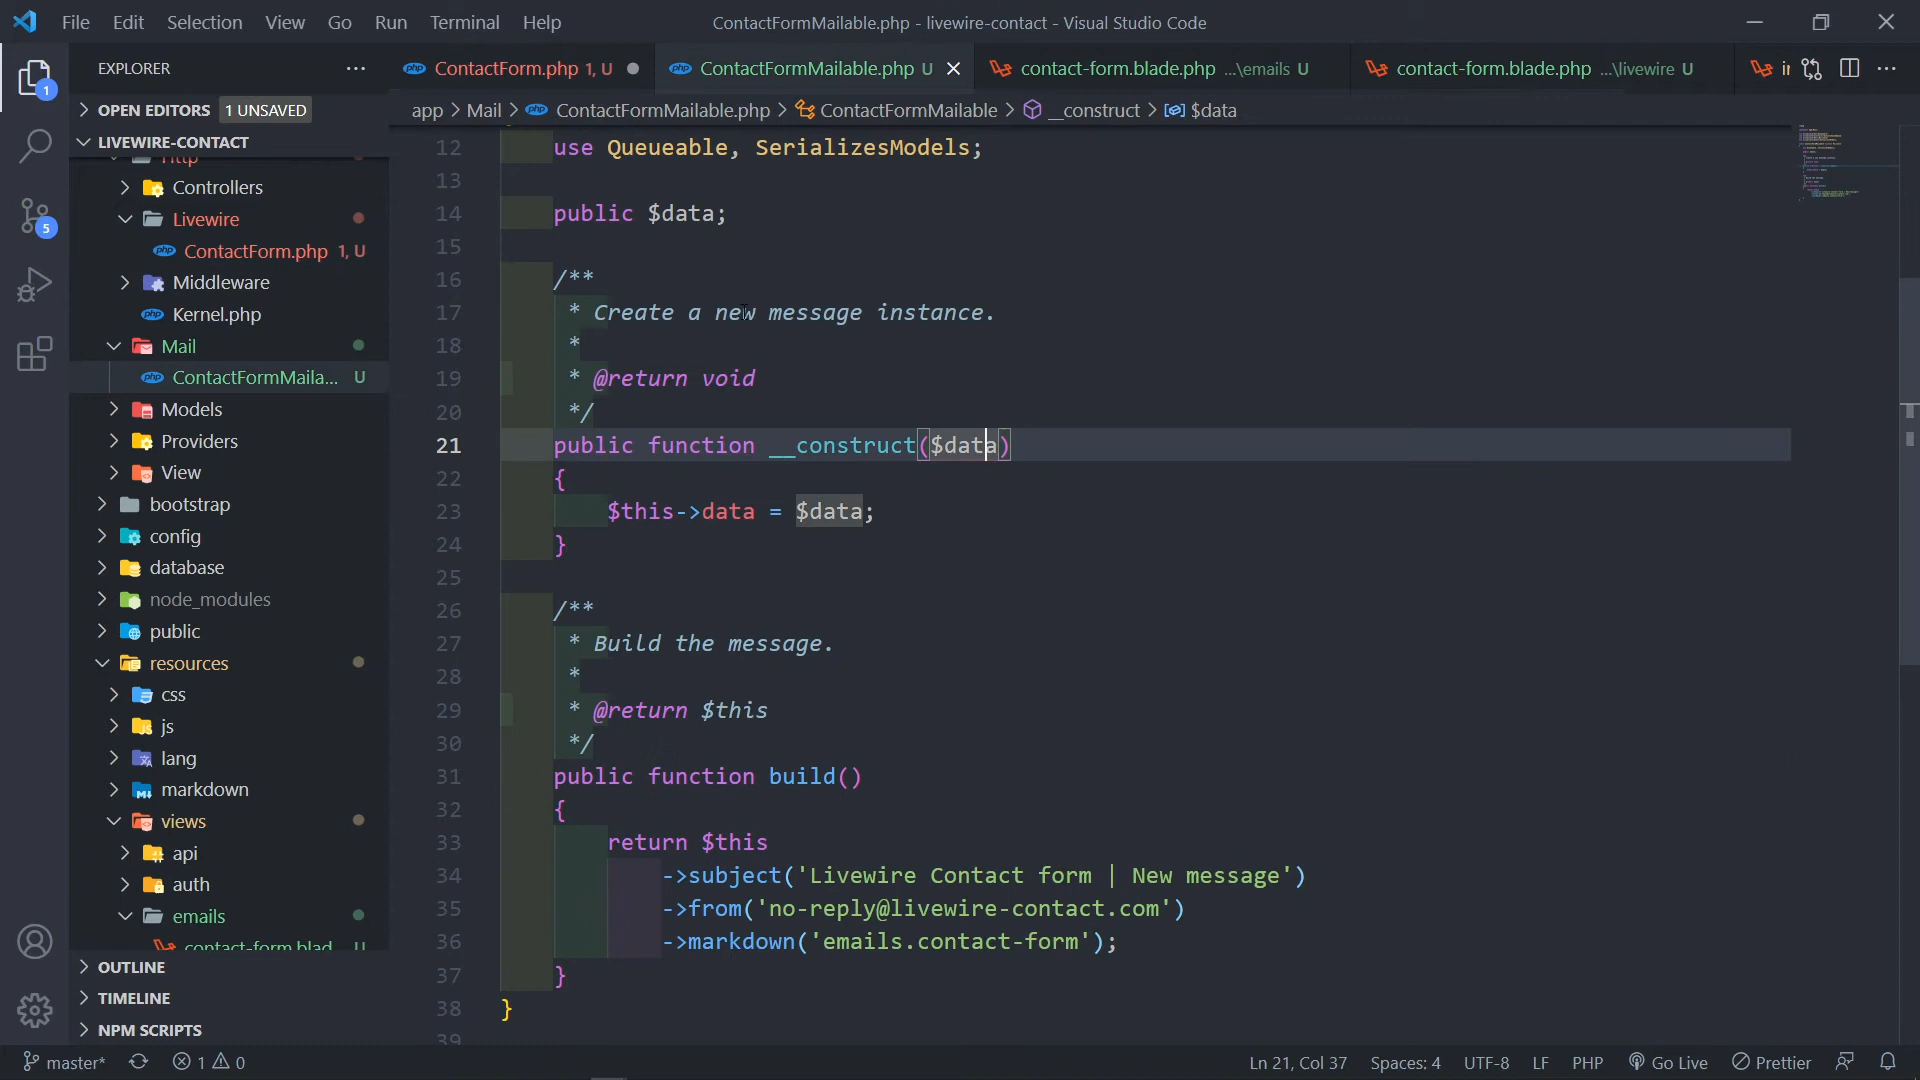 File Edit Selection View Go Run Terminal Help
ContactFormMailable.php - livewire-contact - Visual Studio Code
EXPLORER
ContactForm.php 1, U
ContactFormMailable.php U
contact-form.blade.php ...\emails U
contact-form.blade.php ...\livewire U
OPEN EDITORS 1 UNSAVED
app > Mail > ContactFormMailable.php > ContactFormMailable > __construct > $data
LIVEWIRE-CONTACT
Http
Controllers
Livewire
ContactForm.php 1, U
Middleware
Kernel.php
Mail
ContactFormMaila... U
Models
Providers
View
bootstrap
config
database
node_modules
public
resources
css
js
lang
markdown
views
api
auth
emails
contact-form.blad... U
OUTLINE
TIMELINE
NPM SCRIPTS
12 use Queueable, SerializesModels;
13
14 public $data;
15
16 /**
17 * Create a new message instance.
18 *
19 * @return void
20 */
21 public function __construct($data)
22 {
23 $this->data = $data;
24 }
25
26 /**
27 * Build the message.
28 *
29 * @return $this
30 */
31 public function build()
32 {
33 return $this
34 ->subject('Livewire Contact form | New message')
35 ->from('no-reply@livewire-contact.com')
36 ->markdown('emails.contact-form');
37 }
38 }
39
1
5
master* 1 0
Ln 21, Col 37 Spaces: 4 UTF-8 LF PHP Go Live Prettier